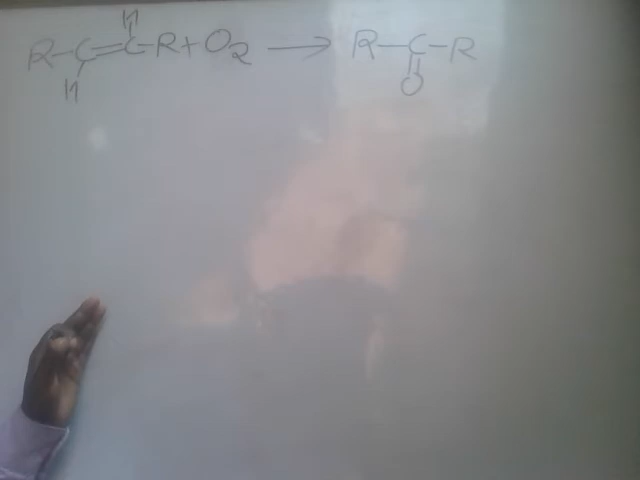 H
R-C=C-R+O2 → R-C-R
H O